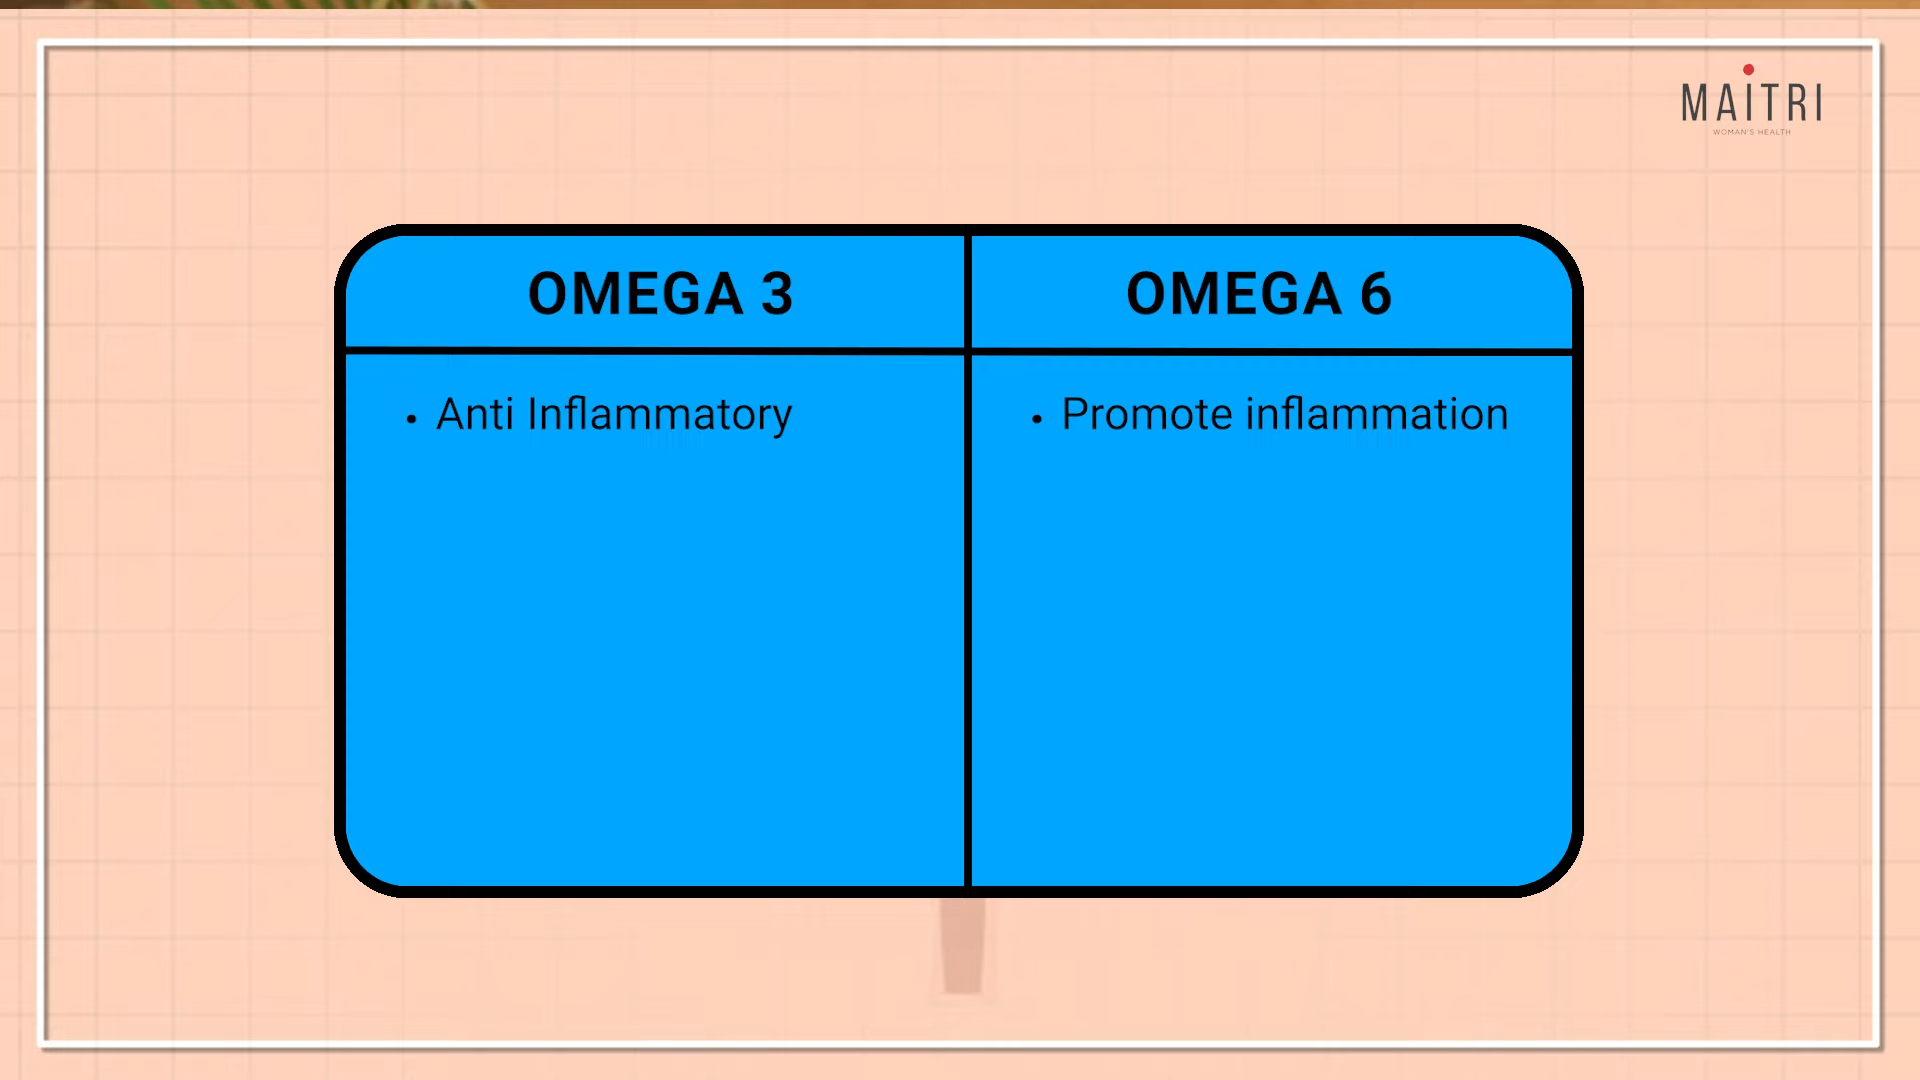 MAITRI
WOMAN'S HEALTH
OMEGA 3
OMEGA 6
• Anti Inflammatory
• Promote inflammation